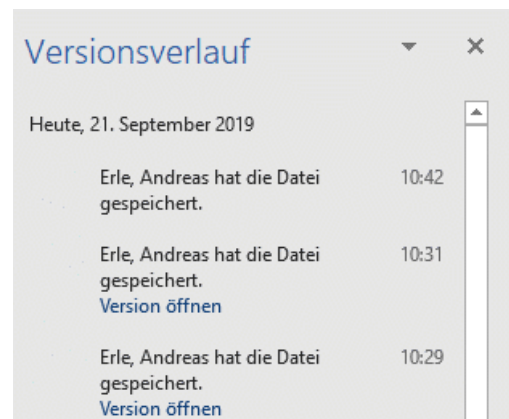 Versionsverlauf
Heute, 21. September 2019
Erle, Andreas hat die Datei 10:42
gespeichert.
Erle, Andreas hat die Datei 10:31
gespeichert.
Version öffnen
Erle, Andreas hat die Datei 10:29
gespeichert.
Version öffnen